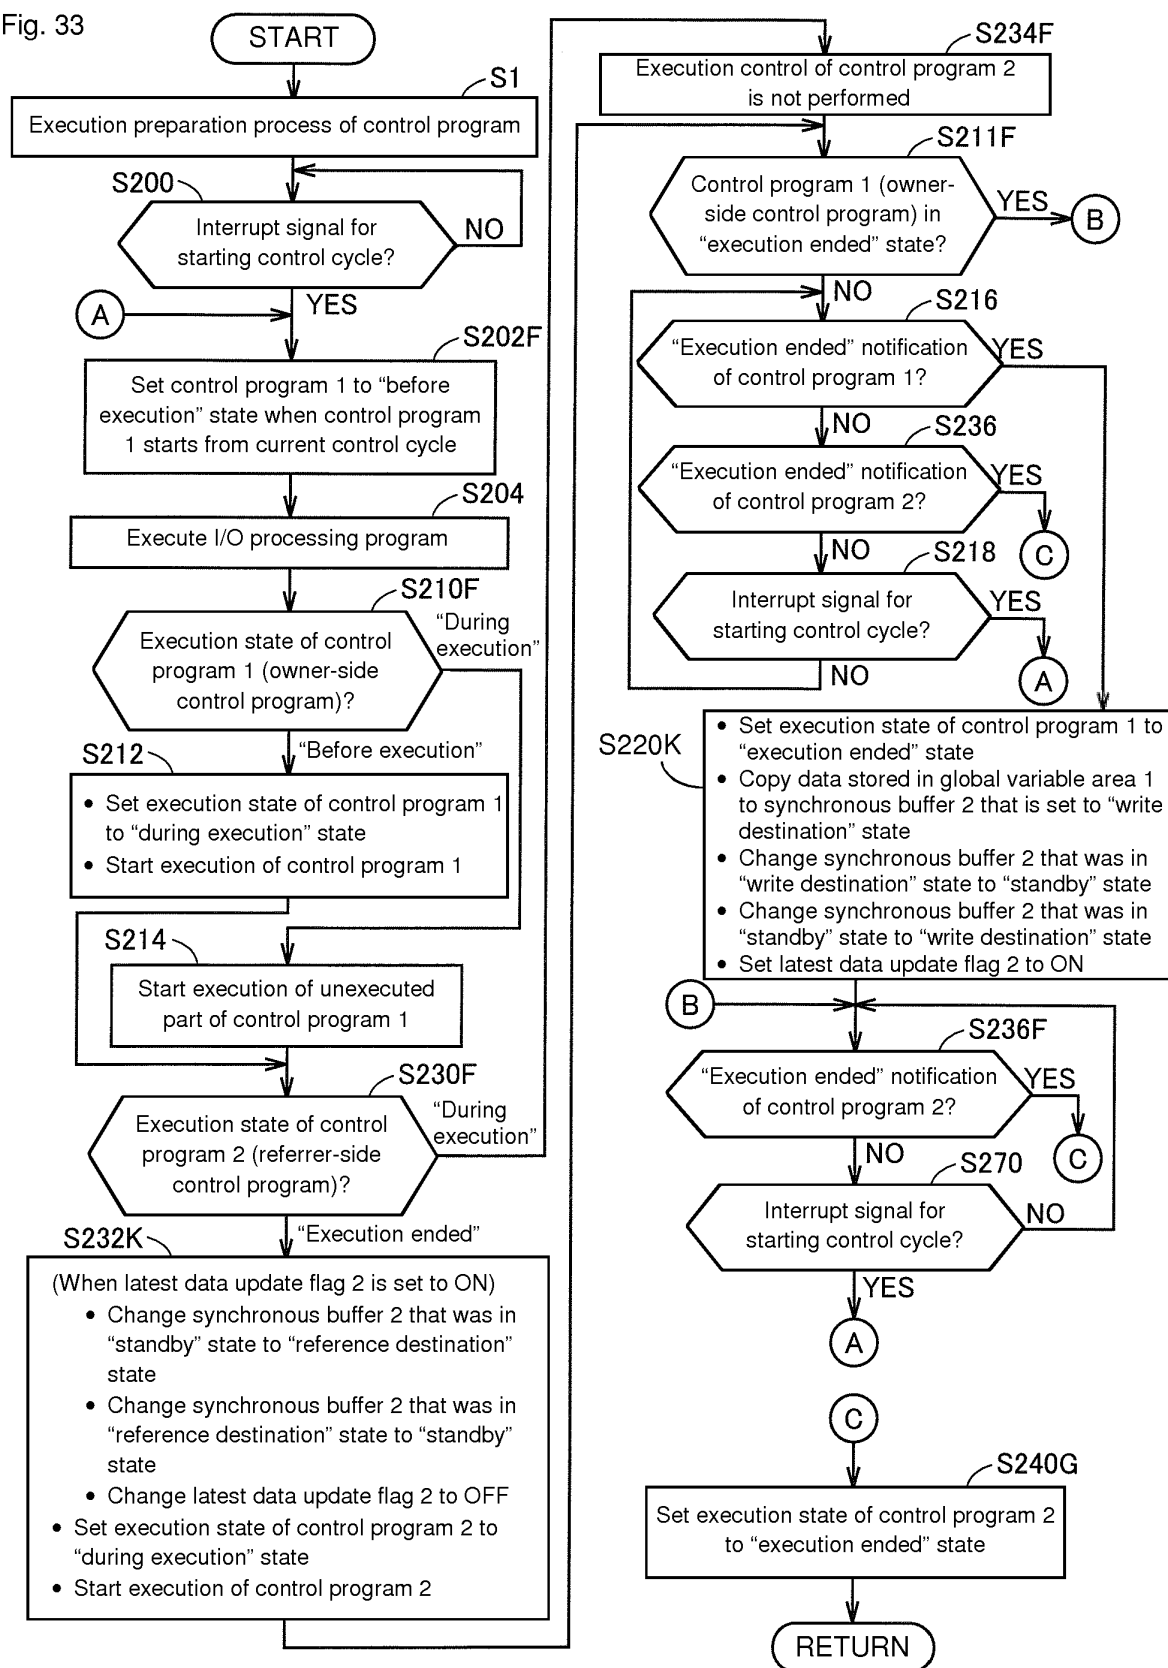 Fig. 33
START
S1
Execution preparation process of control program
S200
Interrupt signal for
starting control cycle?
NO
YES
A
S202F
Set control program 1 to “before
execution” state when control program
1 starts from current control cycle
S204
Execute I/O processing program
S210F
Execution state of control
program 1 (owner-side
control program)?
“During
execution”
“Before execution”
S212
• Set execution state of control program 1
to “during execution” state
• Start execution of control program 1
S214
Start execution of unexecuted
part of control program 1
S230F
Execution state of control
program 2 (referrer-side
control program)?
“During
execution”
“Execution ended”
S232K
(When latest data update flag 2 is set to ON)
• Change synchronous buffer 2 that was in
“standby” state to “reference destination”
state
• Change synchronous buffer 2 that was in
“reference destination” state to “standby”
state
• Change latest data update flag 2 to OFF
• Set execution state of control program 2 to
“during execution” state
• Start execution of control program 2
S234F
Execution control of control program 2
is not performed
S211F
Control program 1 (owner-
side control program) in
“execution ended” state?
YES
B
NO
S216
“Execution ended” notification
of control program 1?
YES
NO
S236
“Execution ended” notification
of control program 2?
YES
C
NO
S218
Interrupt signal for
starting control cycle?
YES
A
NO
S220K
• Set execution state of control program 1 to
“execution ended” state
• Copy data stored in global variable area 1
to synchronous buffer 2 that is set to “write
destination” state
• Change synchronous buffer 2 that was in
“write destination” state to “standby” state
• Change synchronous buffer 2 that was in
“standby” state to “write destination” state
• Set latest data update flag 2 to ON
B
S236F
“Execution ended” notification
of control program 2?
YES
C
NO
S270
Interrupt signal for
starting control cycle?
NO
YES
A
C
S240G
Set execution state of control program 2
to “execution ended” state
RETURN